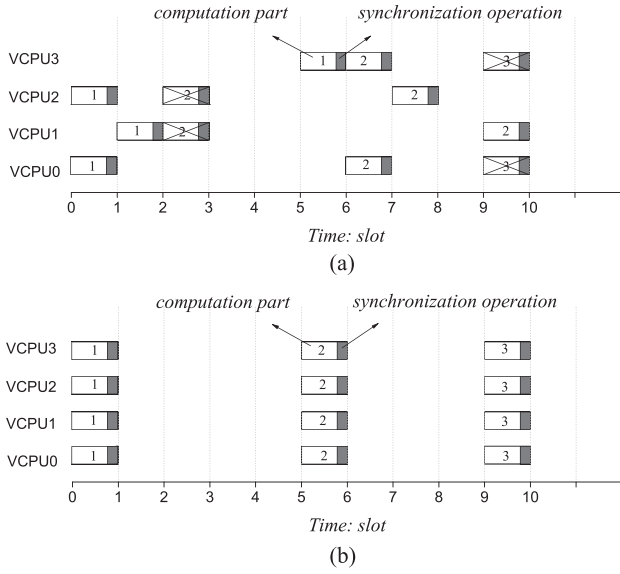 computation part synchronization operation
VCPU3 1 2 3
VCPU2 1 2 2
VCPU1 1 2 2
VCPU0 1 2 3
0 1 2 3 4 5 6 7 8 9 10
Time: slot
(a)
computation part synchronization operation
VCPU3 1 2 3
VCPU2 1 2 3
VCPU1 1 2 3
VCPU0 1 2 3
0 1 2 3 4 5 6 7 8 9 10
Time: slot
(b)